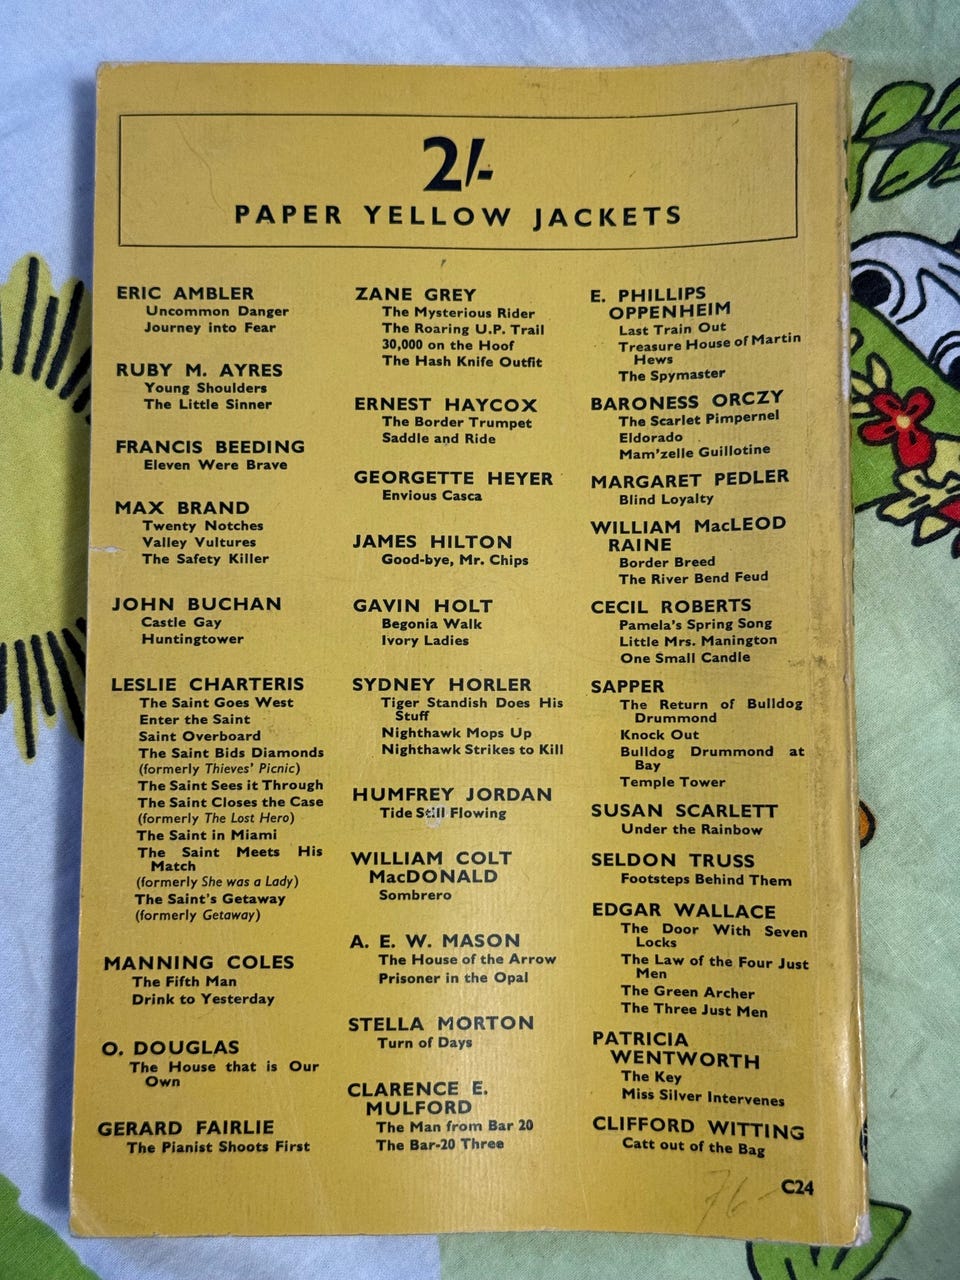 2/-
PAPER YELLOW JACKETS
ERIC AMBLER
Uncommon Danger
Journey into Fear
RUBY M. AYRES
Young Shoulders
The Little Sinner
FRANCIS BEEDING
Eleven Were Brave
MAX BRAND
Twenty Notches
Valley Vultures
The Safety Killer
JOHN BUCHAN
Castle Gay
Huntingtower
LESLIE CHARTERIS
The Saint Goes West
Enter the Saint
Saint Overboard
The Saint Bids Diamonds
(formerly Thieves' Picnic)
The Saint Sees it Through
The Saint Closes the Case
(formerly The Lost Hero)
The Saint in Miami
The Saint Meets His
Match
(formerly She was a Lady)
The Saint's Getaway
(formerly Getaway)
MANNING COLES
The Fifth Man
Drink to Yesterday
O. DOUGLAS
The House that is Our
Own
GERARD FAIRLIE
The Pianist Shoots First
ZANE GREY
The Mysterious Rider
The Roaring U.P. Trail
30,000 on the Hoof
The Hash Knife Outfit
ERNEST HAYCOX
The Border Trumpet
Saddle and Ride
GEORGETTE HEYER
Envious Casca
JAMES HILTON
Good-bye, Mr. Chips
GAVIN HOLT
Begonia Walk
Ivory Ladies
SYDNEY HORLER
Tiger Standish Does His
Stuff
Nighthawk Mops Up
Nighthawk Strikes to Kill
HUMFREY JORDAN
Tide Still Flowing
WILLIAM COLT
MacDONALD
Sombrero
A. E. W. MASON
The House of the Arrow
Prisoner in the Opal
STELLA MORTON
Turn of Days
CLARENCE E.
MULFORD
The Man from Bar 20
The Bar-20 Three
E. PHILLIPS
OPPENHEIM
Last Train Out
Treasure House of Martin
Hews
The Spymaster
BARONESS ORCZY
The Scarlet Pimpernel
Eldorado
Mam'zelle Guillotine
MARGARET PEDLER
Blind Loyalty
WILLIAM MacLEOD
RAINE
Border Breed
The River Bend Feud
CECIL ROBERTS
Pamela's Spring Song
Little Mrs. Manington
One Small Candle
SAPPER
The Return of Bulldog
Drummond
Knock Out
Bulldog Drummond at
Bay
Temple Tower
SUSAN SCARLETT
Under the Rainbow
SELDON TRUSS
Footsteps Behind Them
EDGAR WALLACE
The Door With Seven
Locks
The Law of the Four Just
Men
The Green Archer
The Three Just Men
PATRICIA
WENTWORTH
The Key
Miss Silver Intervenes
CLIFFORD WITTING
Catt out of the Bag
76-
C24